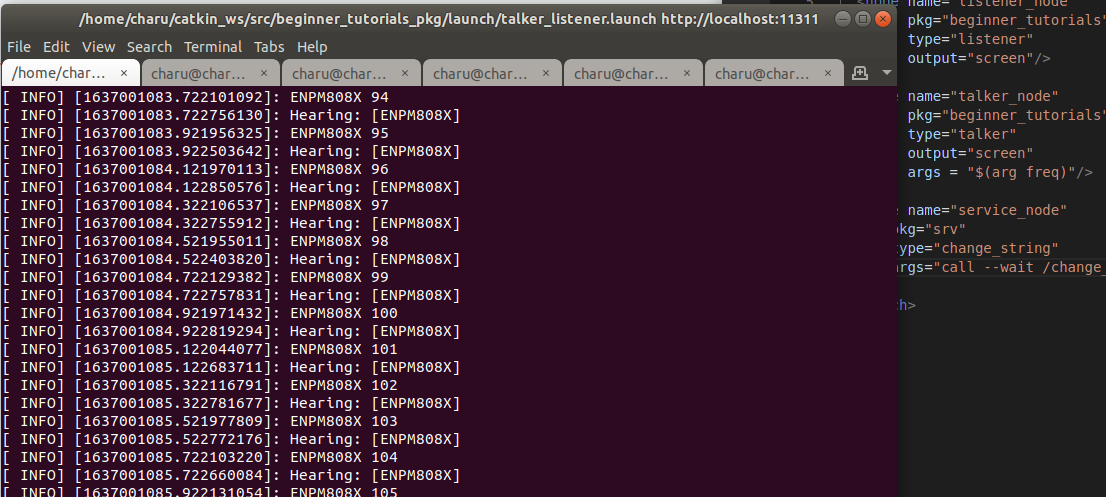 /home/charu/catkin_ws/src/beginner_tutorials_pkg/launch/talker_listener.launch http://localhost:11311
File Edit View Search Terminal Tabs Help
/home/char... × charu@char... × charu@char... × charu@char... × charu@char... × charu@char... ×
[ INFO] [1637001083.722101092]: ENPM808X 94
[ INFO] [1637001083.722756130]: Hearing: [ENPM808X]
[ INFO] [1637001083.921956325]: ENPM808X 95
[ INFO] [1637001083.922503642]: Hearing: [ENPM808X]
[ INFO] [1637001084.121970113]: ENPM808X 96
[ INFO] [1637001084.122850576]: Hearing: [ENPM808X]
[ INFO] [1637001084.322106537]: ENPM808X 97
[ INFO] [1637001084.322755912]: Hearing: [ENPM808X]
[ INFO] [1637001084.521955011]: ENPM808X 98
[ INFO] [1637001084.522403820]: Hearing: [ENPM808X]
[ INFO] [1637001084.722129382]: ENPM808X 99
[ INFO] [1637001084.722757831]: Hearing: [ENPM808X]
[ INFO] [1637001084.921971432]: ENPM808X 100
[ INFO] [1637001084.922819294]: Hearing: [ENPM808X]
[ INFO] [1637001085.122044077]: ENPM808X 101
[ INFO] [1637001085.122683711]: Hearing: [ENPM808X]
[ INFO] [1637001085.322116791]: ENPM808X 102
[ INFO] [1637001085.322781677]: Hearing: [ENPM808X]
[ INFO] [1637001085.521977809]: ENPM808X 103
[ INFO] [1637001085.522772176]: Hearing: [ENPM808X]
[ INFO] [1637001085.722103220]: ENPM808X 104
[ INFO] [1637001085.722660084]: Hearing: [ENPM808X]
[ INFO] [1637001085.922131054]: ENPM808X 105
name="listener_node"
pkg="beginner_tutorials"
type="listener"
output="screen"/>
name="talker_node"
pkg="beginner_tutorials"
type="talker"
output="screen"
args = "$(arg freq)"/>
name="service_node"
pkg="srv"
type="change_string"
args="call --wait /change_